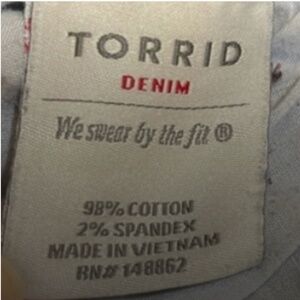 TORRID
DENIM
We swear by the fit ®
98% COTTON
2% SPANDEX
MADE IN VIETNAM
RN# 148862